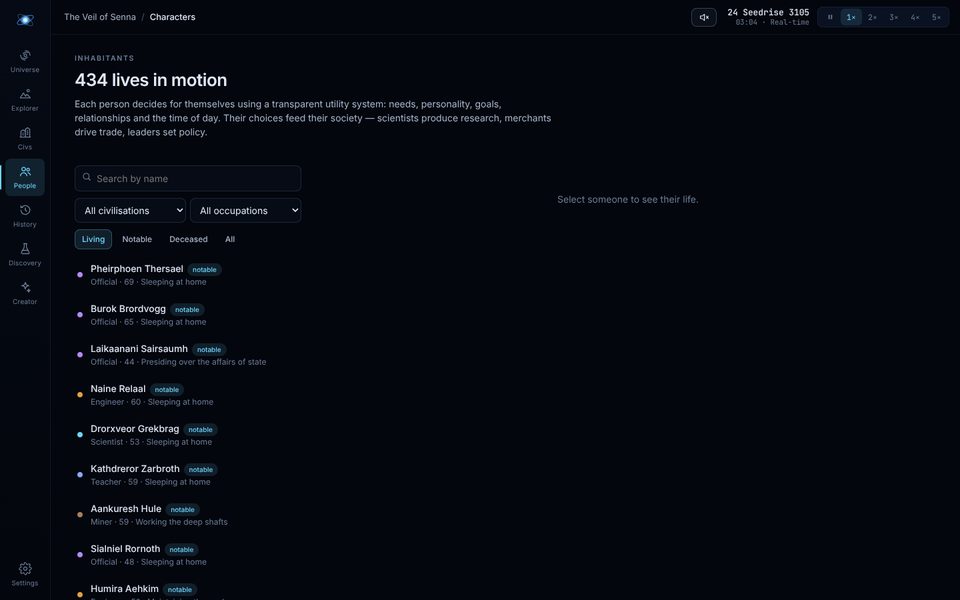 The Veil of Senna / Characters
24 Seedrise 3105
03:04 · Real-time
1× 2× 3× 4× 5×
Universe
Explorer
Civs
People
History
Discovery
Creator
Settings
INHABITANTS
434 lives in motion
Each person decides for themselves using a transparent utility system: needs, personality, goals,
relationships and the time of day. Their choices feed their society — scientists produce research, merchants
drive trade, leaders set policy.
Search by name
All civilisations All occupations
Living Notable Deceased All
Pheirphoen Thersael notable
Official · 69 · Sleeping at home
Burok Brordvogg notable
Official · 65 · Sleeping at home
Laikaanani Sairsaumh notable
Official · 44 · Presiding over the affairs of state
Naine Relaal notable
Engineer · 60 · Sleeping at home
Drorxveor Grekbrag notable
Scientist · 53 · Sleeping at home
Kathdreror Zarbroth notable
Teacher · 59 · Sleeping at home
Aankuresh Hule notable
Miner · 59 · Working the deep shafts
Sialniel Rornoth notable
Official · 48 · Sleeping at home
Humira Aehkim notable
Select someone to see their life.